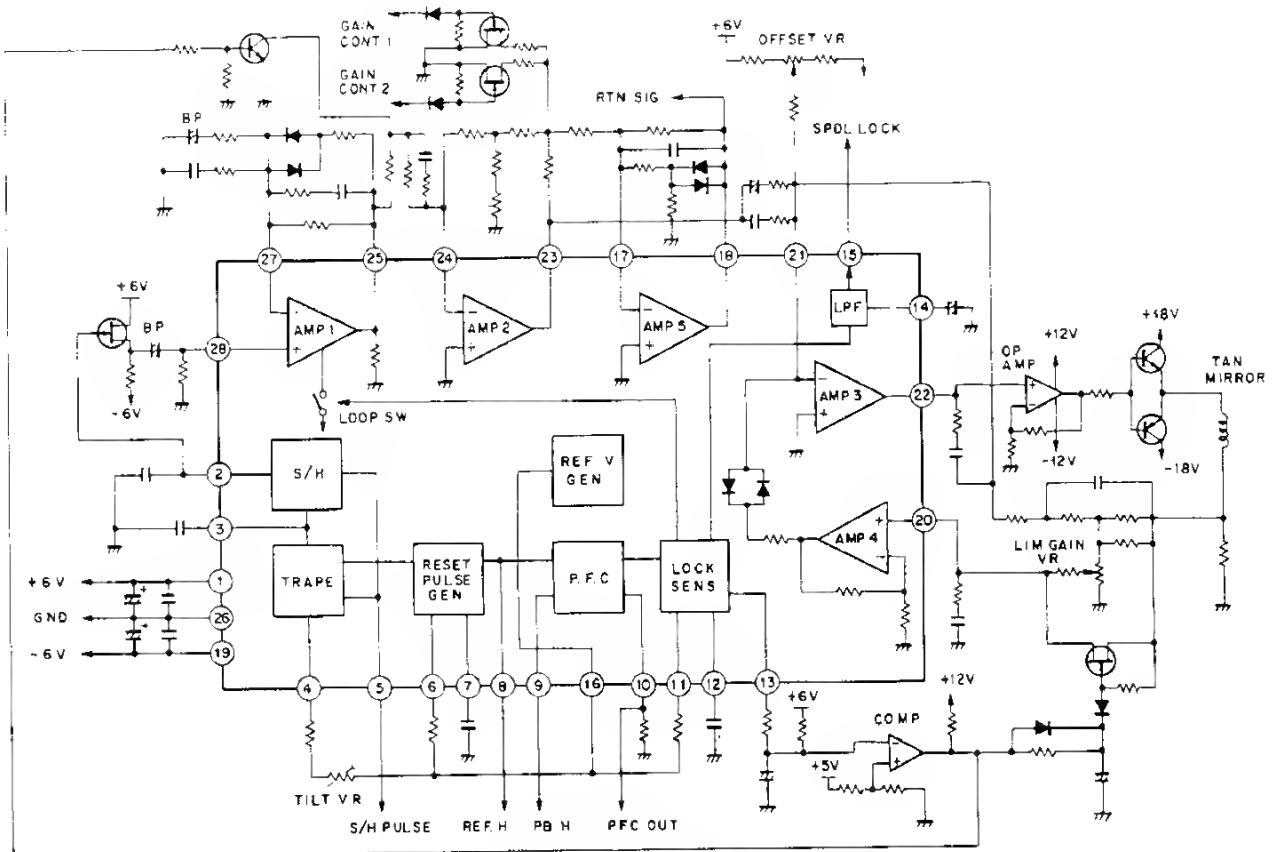 GAIN
CONT 1
GAIN
CONT 2
+6V
OFFSET VR
RTN SIG
SPDL LOCK
BP
27
25
24
23
17
18
21
15
+6V
BP
-6V
28
AMP 1
AMP 2
AMP 5
LPF
14
LOOP SW
AMP 3
22
OP
AMP
+12V
-12V
+18V
-18V
TAN
MIRROR
2
S/H
REF V
GEN
3
20
AMP 4
LIM GAIN
VR
TRAPE
RESET
PULSE
GEN
P.F.C
LOCK
SENS
+6V
1
GND
26
-6V
19
4
5
6
7
8
9
16
10
11
12
13
+6V
+12V
COMP
+5V
TILT VR
S/H PULSE
REF. H
PB H
PFC OUT